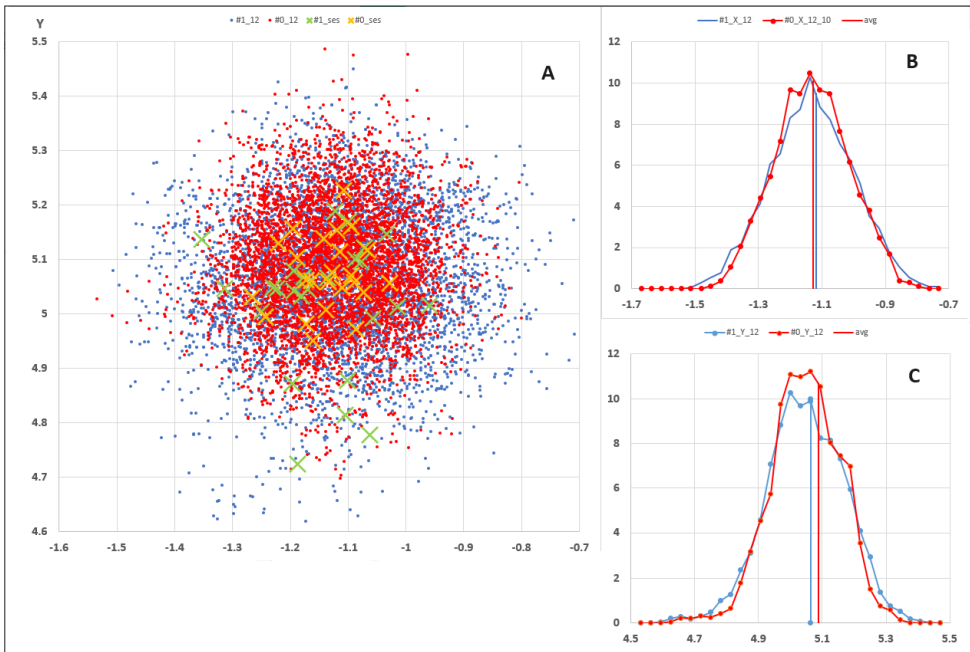 Y
#1_12 #0_12 #1_ses #0_ses
A
5.5
5.4
5.3
5.2
5.1
5
4.9
4.8
4.7
4.6
-1.6 -1.5 -1.4 -1.3 -1.2 -1.1 -1 -0.9 -0.8 -0.7
#1_X_12 #0_X_12_10 avg
B
12
10
8
6
4
2
0
-1.7 -1.5 -1.3 -1.1 -0.9 -0.7
#1_Y_12 #0_Y_12 avg
C
12
10
8
6
4
2
0
4.5 4.7 4.9 5.1 5.3 5.5